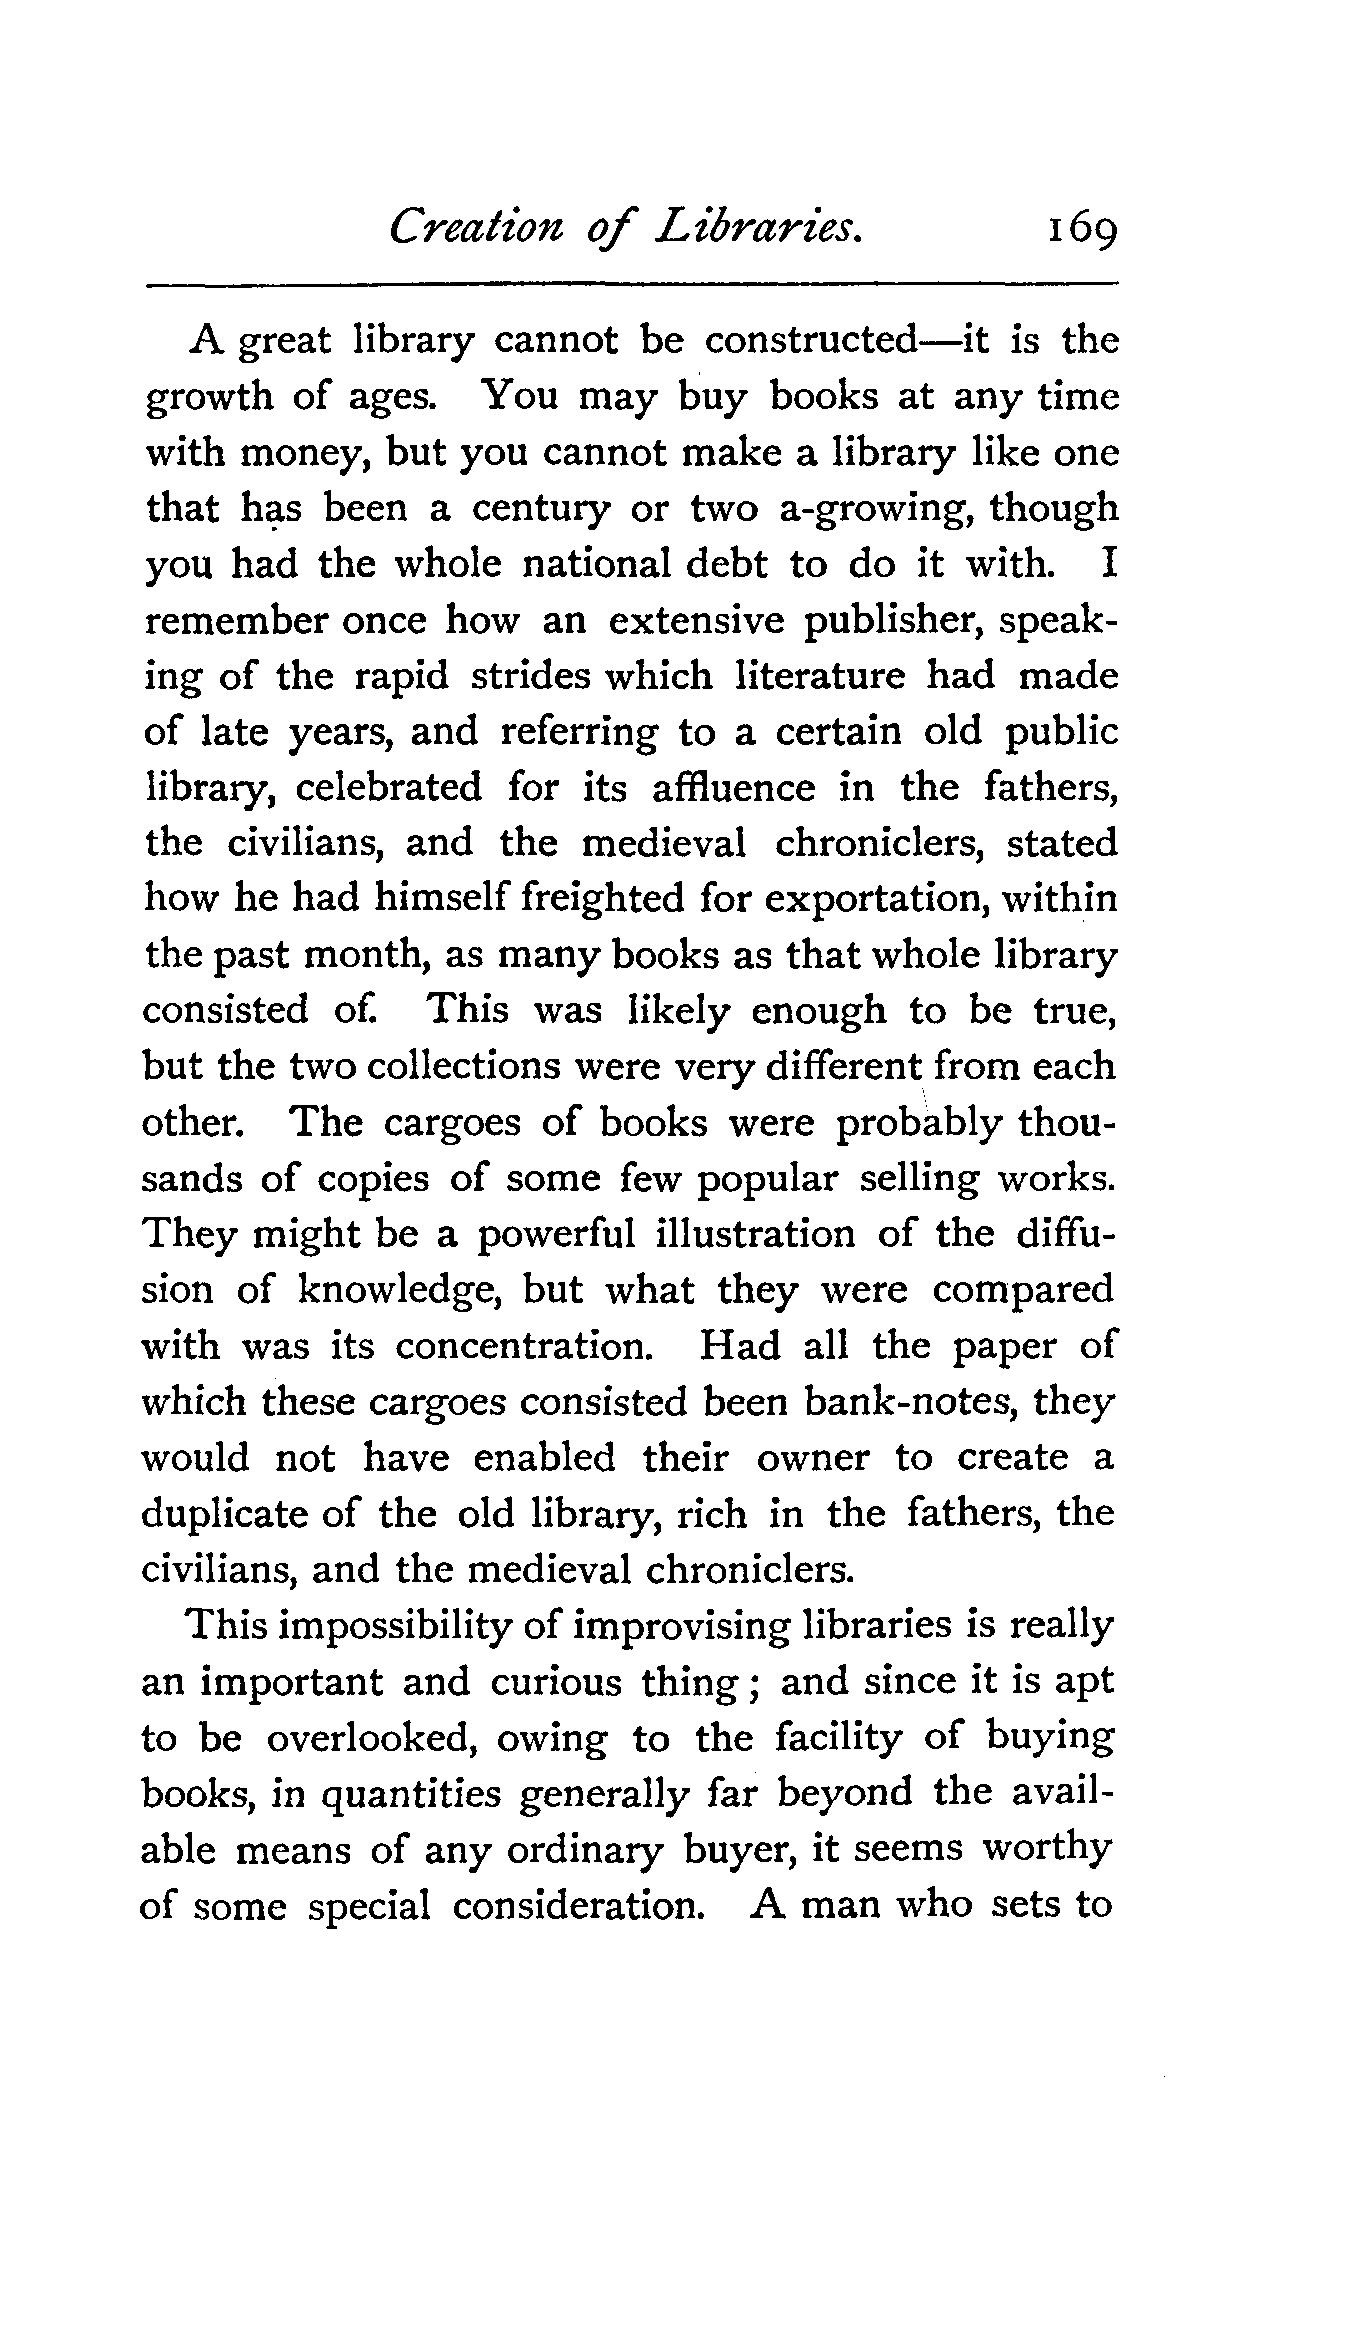 Creation of Libraries. 169
A great library cannot be constructed—it is the
growth of ages. You may buy books at any time
with money, but you cannot make a library like one
that has been a century or two a-growing, though
you had the whole national debt to do it with. I
remember once how an extensive publisher, speak-
ing of the rapid strides which literature had made
of late years, and referring to a certain old public
library, celebrated for its affluence in the fathers,
the civilians, and the medieval chroniclers, stated
how he had himself freighted for exportation, within
the past month, as many books as that whole library
consisted of. This was likely enough to be true,
but the two collections were very different from each
other. The cargoes of books were probably thou-
sands of copies of some few popular selling works.
They might be a powerful illustration of the diffu-
sion of knowledge, but what they were compared
with was its concentration. Had all the paper of
which these cargoes consisted been bank-notes, they
would not have enabled their owner to create a
duplicate of the old library, rich in the fathers, the
civilians, and the medieval chroniclers.
This impossibility of improvising libraries is really
an important and curious thing; and since it is apt
to be overlooked, owing to the facility of buying
books, in quantities generally far beyond the avail-
able means of any ordinary buyer, it seems worthy
of some special consideration. A man who sets to